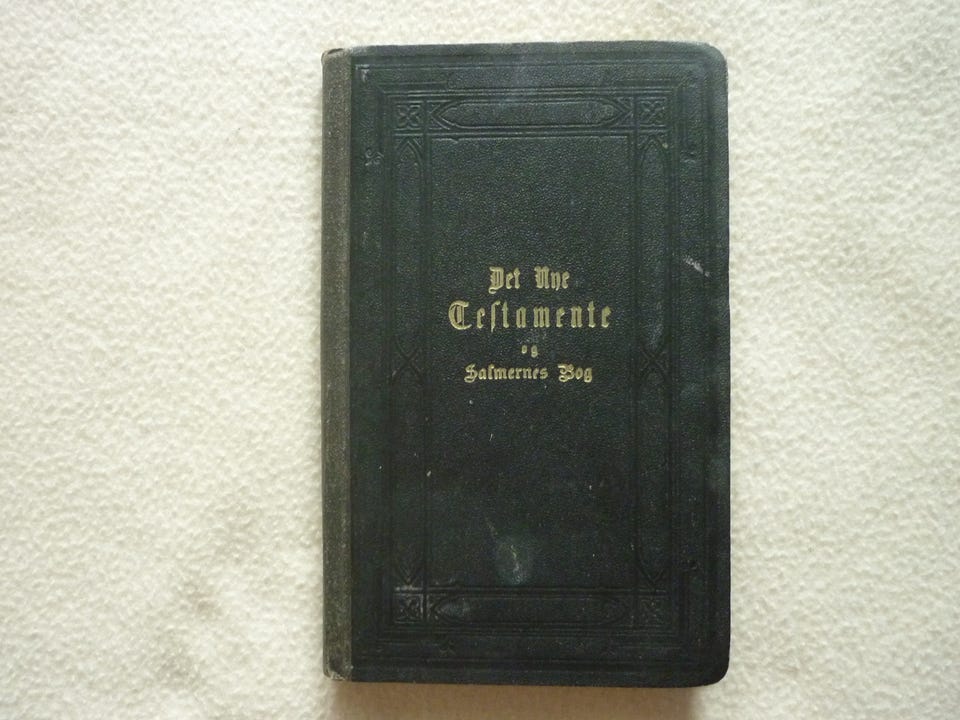 Det Nye
Testamente
og
Salmernes Bog